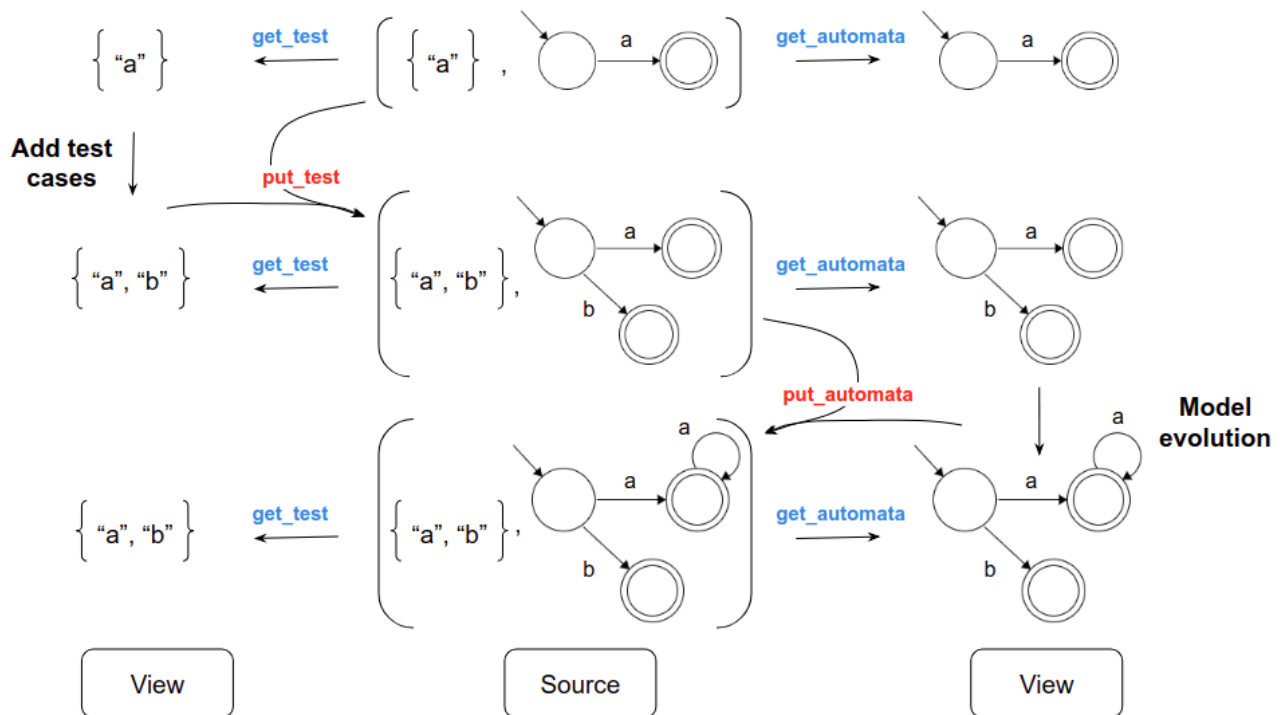 { “a” }
get_test
{ “a” } ,
a
get_automata
a
Add test
cases
put_test
{ “a”, “b” }
get_test
{ “a”, “b” },
a
b
get_automata
a
b
put_automata
Model
evolution
{ “a”, “b” }
get_test
{ “a”, “b” },
a
a
b
get_automata
a
a
b
View
Source
View